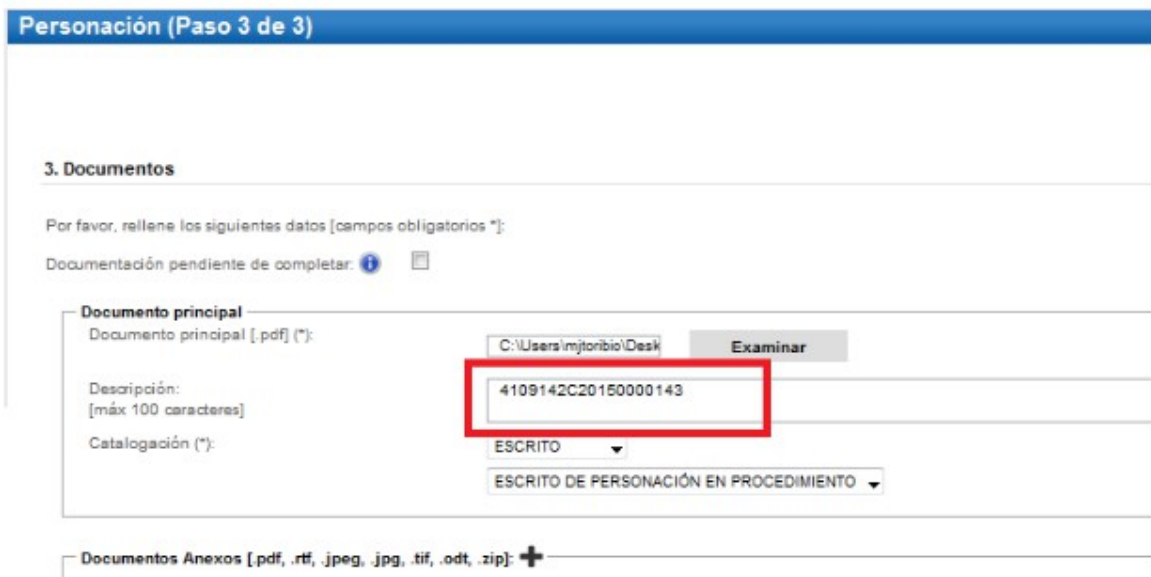 Personación (Paso 3 de 3)
3. Documentos
Por favor, rellene los siguientes datos [campos obligatorios *]:
Documentación pendiente de completar:
Documento principal
Documento principal [.pdf] (*):
C:\Users\mjtoribio\Desk
Examinar
Descripción:
[máx 100 caracteres]
4109142C20150000143
Catalogación (*):
ESCRITO
ESCRITO DE PERSONACIÓN EN PROCEDIMIENTO
Documentos Anexos [.pdf, .rtf, .jpeg, .jpg, .tif, .odt, .zip]: